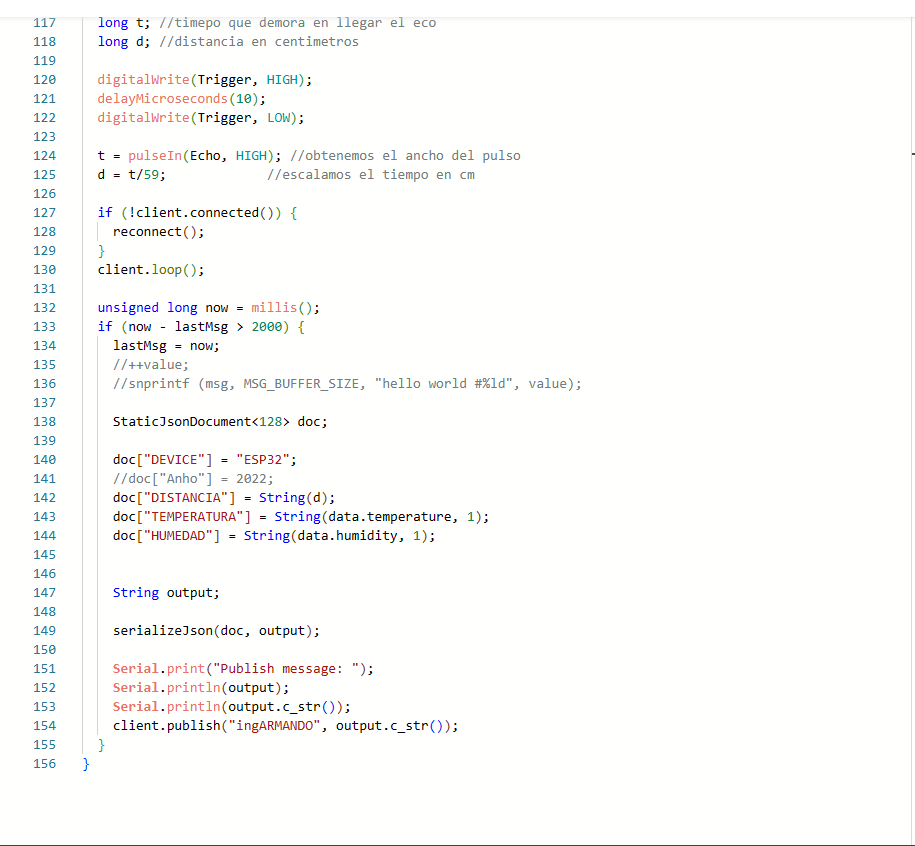 117 long t; //timepo que demora en llegar el eco
118 long d; //distancia en centimetros
119
120 digitalWrite(Trigger, HIGH);
121 delayMicroseconds(10);
122 digitalWrite(Trigger, LOW);
123
124 t = pulseIn(Echo, HIGH); //obtenemos el ancho del pulso
125 d = t/59; //escalamos el tiempo en cm
126
127 if (!client.connected()) {
128 reconnect();
129 }
130 client.loop();
131
132 unsigned long now = millis();
133 if (now - lastMsg > 2000) {
134 lastMsg = now;
135 //++value;
136 //snprintf (msg, MSG_BUFFER_SIZE, "hello world #%ld", value);
137
138 StaticJsonDocument<128> doc;
139
140 doc["DEVICE"] = "ESP32";
141 //doc["Anho"] = 2022;
142 doc["DISTANCIA"] = String(d);
143 doc["TEMPERATURA"] = String(data.temperature, 1);
144 doc["HUMEDAD"] = String(data.humidity, 1);
145
146
147 String output;
148
149 serializeJson(doc, output);
150
151 Serial.print("Publish message: ");
152 Serial.println(output);
153 Serial.println(output.c_str());
154 client.publish("ingARMANDO", output.c_str());
155 }
156 }